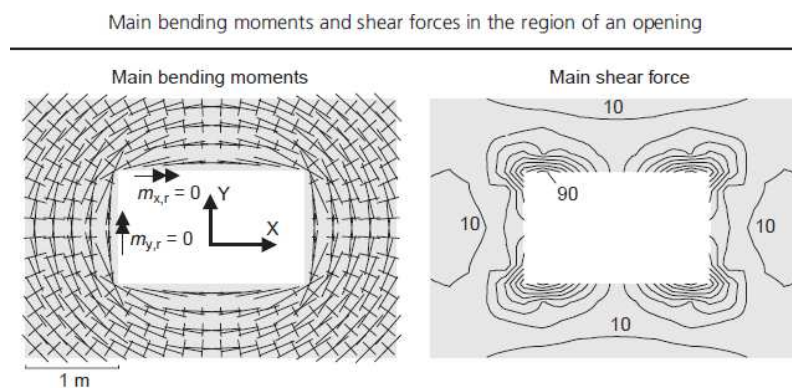 Main bending moments and shear forces in the region of an opening
Main bending moments
Main shear force
m_x,r = 0
Y
X
m_y,r = 0
1 m
10
90
10
10
10